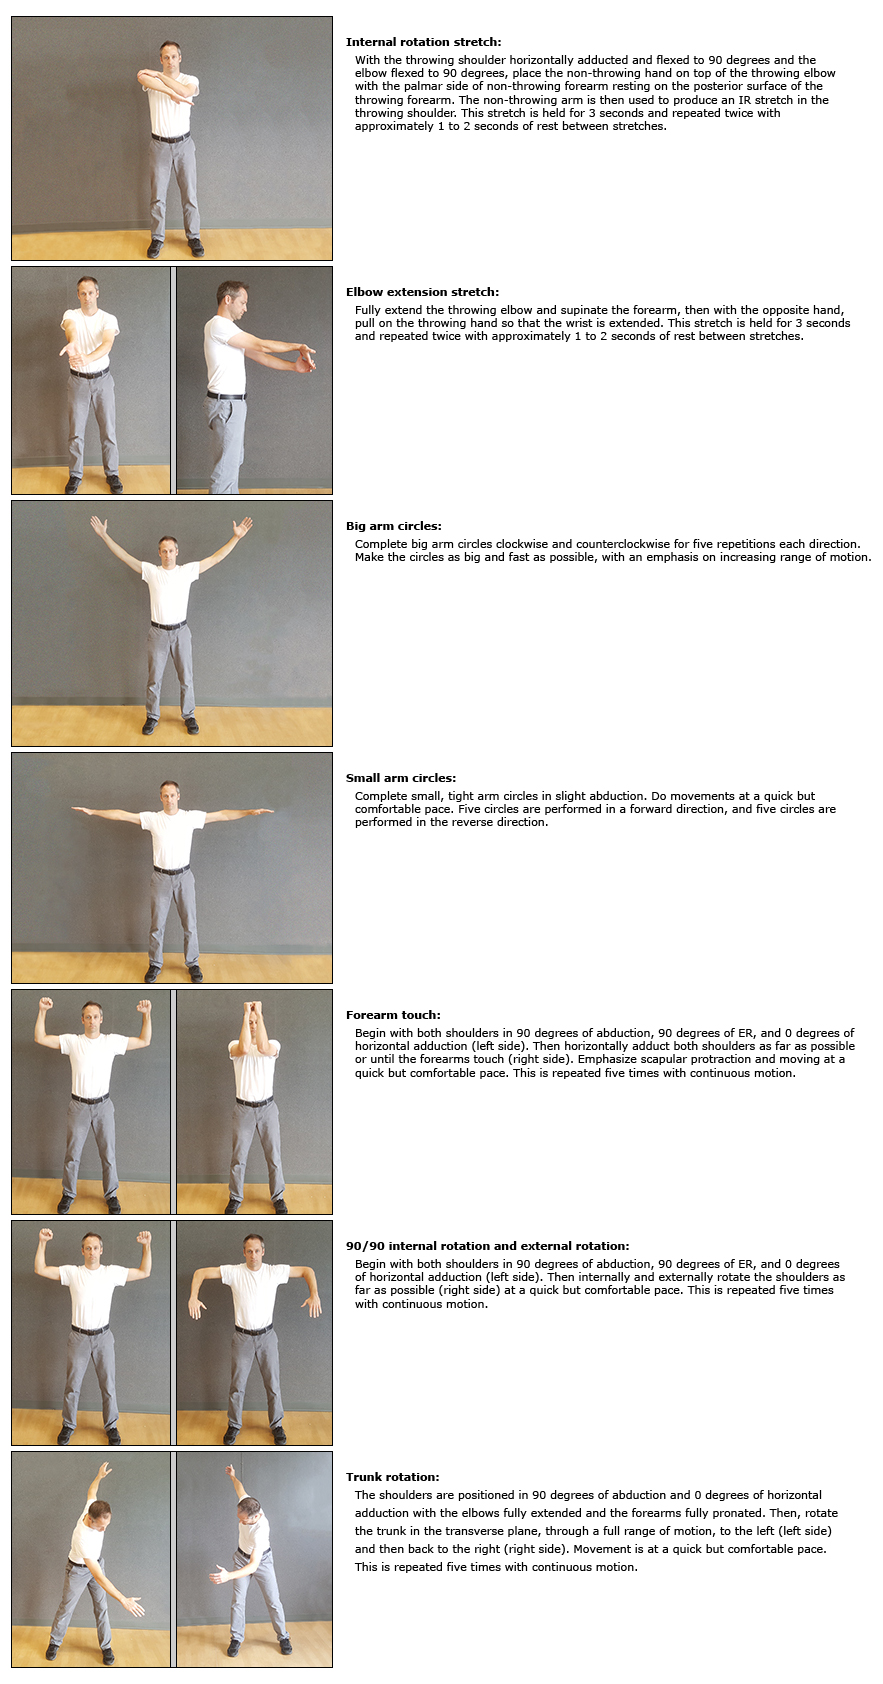 Internal rotation stretch:
With the throwing shoulder horizontally adducted and flexed to 90 degrees and the
elbow flexed to 90 degrees, place the non-throwing hand on top of the throwing elbow
with the palmar side of non-throwing forearm resting on the posterior surface of the
throwing forearm. The non-throwing arm is then used to produce an IR stretch in the
throwing shoulder. This stretch is held for 3 seconds and repeated twice with
approximately 1 to 2 seconds of rest between stretches.
Elbow extension stretch:
Fully extend the throwing elbow and supinate the forearm, then with the opposite hand,
pull on the throwing hand so that the wrist is extended. This stretch is held for 3 seconds
and repeated twice with approximately 1 to 2 seconds of rest between stretches.
Big arm circles:
Complete big arm circles clockwise and counterclockwise for five repetitions each direction.
Make the circles as big and fast as possible, with an emphasis on increasing range of motion.
Small arm circles:
Complete small, tight arm circles in slight abduction. Do movements at a quick but
comfortable pace. Five circles are performed in a forward direction, and five circles are
performed in the reverse direction.
Forearm touch:
Begin with both shoulders in 90 degrees of abduction, 90 degrees of ER, and 0 degrees of
horizontal adduction (left side). Then horizontally adduct both shoulders as far as possible
or until the forearms touch (right side). Emphasize scapular protraction and moving at a
quick but comfortable pace. This is repeated five times with continuous motion.
90/90 internal rotation and external rotation:
Begin with both shoulders in 90 degrees of abduction, 90 degrees of ER, and 0 degrees
of horizontal adduction (left side). Then internally and externally rotate the shoulders as
far as possible (right side) at a quick but comfortable pace. This is repeated five times
with continuous motion.
Trunk rotation:
The shoulders are positioned in 90 degrees of abduction and 0 degrees of horizontal
adduction with the elbows fully extended and the forearms fully pronated. Then, rotate
the trunk in the transverse plane, through a full range of motion, to the left (left side)
and then back to the right (right side). Movement is at a quick but comfortable pace.
This is repeated five times with continuous motion.